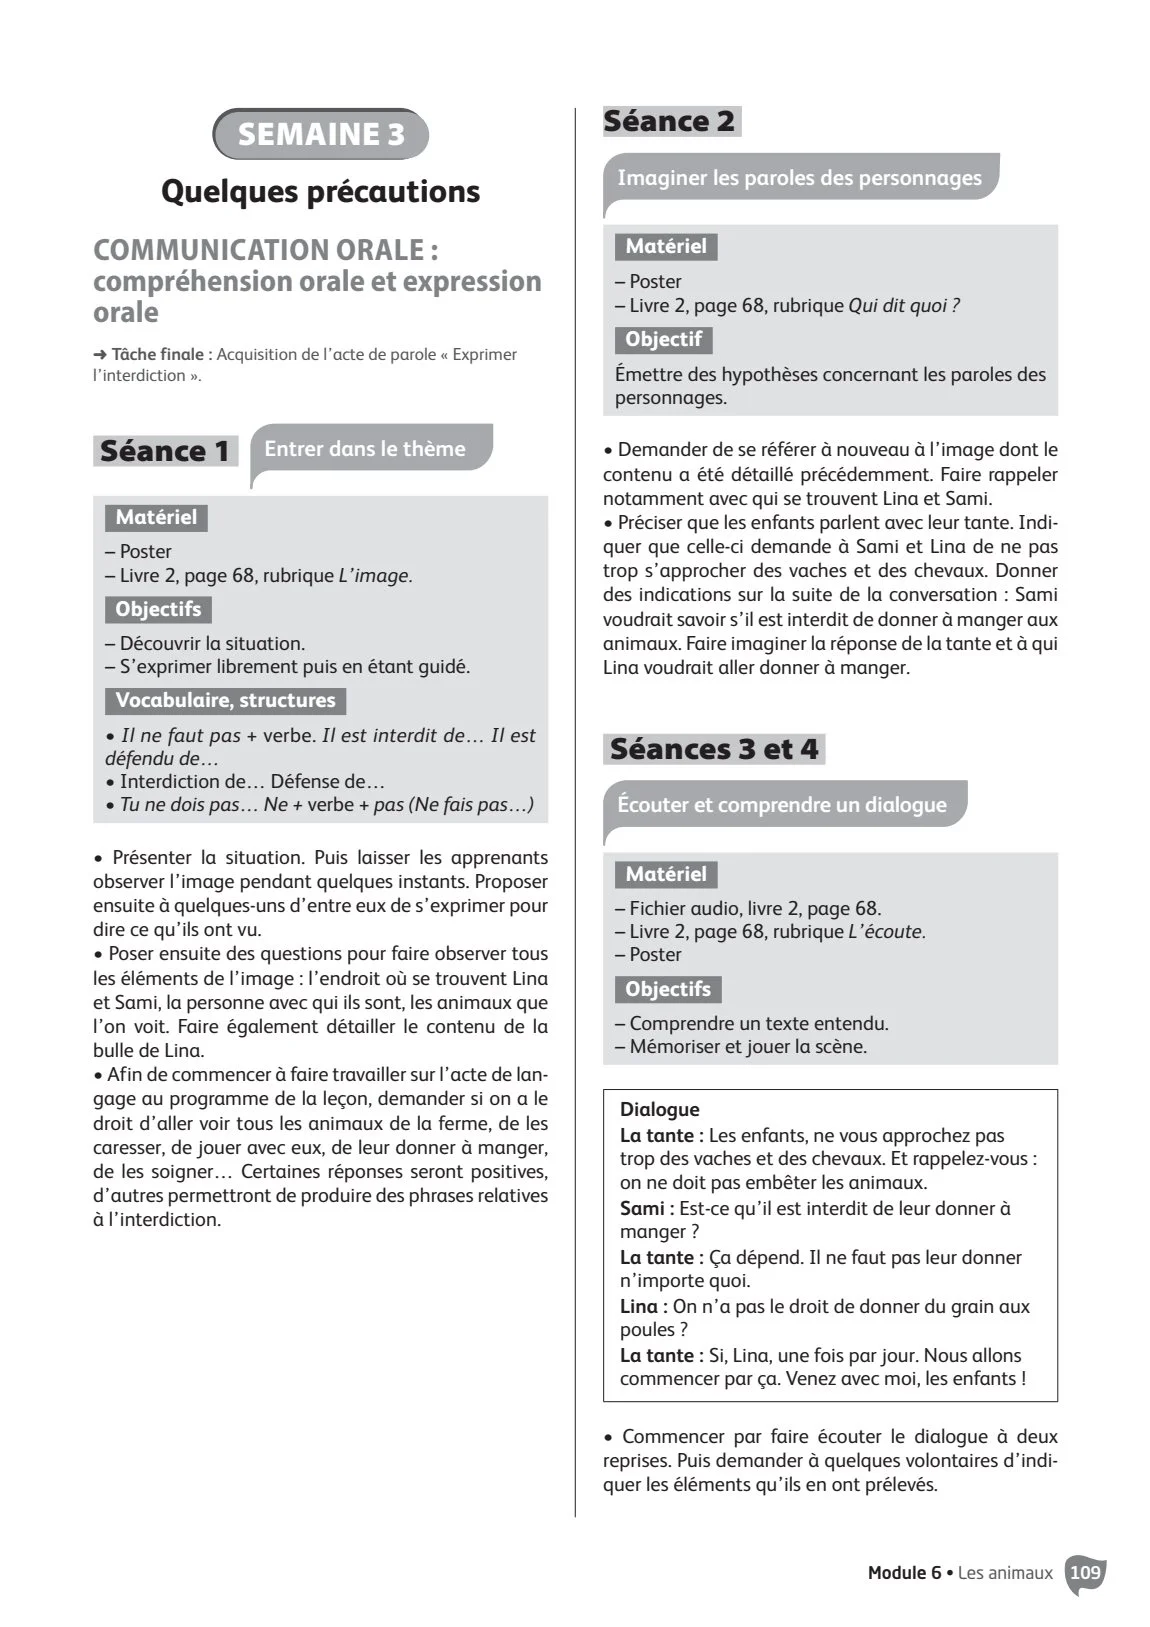 SEMAINE 3
Quelques précautions
COMMUNICATION ORALE :
compréhension orale et expression
orale
➜ Tâche finale : Acquisition de l’acte de parole « Exprimer
l’interdiction ».
Séance 1
Entrer dans le thème
Matériel
– Poster
– Livre 2, page 68, rubrique L’image.
Objectifs
– Découvrir la situation.
– S’exprimer librement puis en étant guidé.
Vocabulaire, structures
• Il ne faut pas + verbe. Il est interdit de… Il est
défendu de…
• Interdiction de… Défense de…
• Tu ne dois pas… Ne + verbe + pas (Ne fais pas…)
• Présenter la situation. Puis laisser les apprenants
observer l’image pendant quelques instants. Proposer
ensuite à quelques-uns d’entre eux de s’exprimer pour
dire ce qu’ils ont vu.
• Poser ensuite des questions pour faire observer tous
les éléments de l’image : l’endroit où se trouvent Lina
et Sami, la personne avec qui ils sont, les animaux que
l’on voit. Faire également détailler le contenu de la
bulle de Lina.
• Afin de commencer à faire travailler sur l’acte de lan-
gage au programme de la leçon, demander si on a le
droit d’aller voir tous les animaux de la ferme, de les
caresser, de jouer avec eux, de leur donner à manger,
de les soigner… Certaines réponses seront positives,
d’autres permettront de produire des phrases relatives
à l’interdiction.
Séance 2
Imaginer les paroles des personnages
Matériel
– Poster
– Livre 2, page 68, rubrique Qui dit quoi ?
Objectif
Émettre des hypothèses concernant les paroles des
personnages.
• Demander de se référer à nouveau à l’image dont le
contenu a été détaillé précédemment. Faire rappeler
notamment avec qui se trouvent Lina et Sami.
• Préciser que les enfants parlent avec leur tante. Indi-
quer que celle-ci demande à Sami et Lina de ne pas
trop s’approcher des vaches et des chevaux. Donner
des indications sur la suite de la conversation : Sami
voudrait savoir s’il est interdit de donner à manger aux
animaux. Faire imaginer la réponse de la tante et à qui
Lina voudrait aller donner à manger.
Séances 3 et 4
Écouter et comprendre un dialogue
Matériel
– Fichier audio, livre 2, page 68.
– Livre 2, page 68, rubrique L’écoute.
– Poster
Objectifs
– Comprendre un texte entendu.
– Mémoriser et jouer la scène.
Dialogue
La tante : Les enfants, ne vous approchez pas
trop des vaches et des chevaux. Et rappelez-vous :
on ne doit pas embêter les animaux.
Sami : Est-ce qu’il est interdit de leur donner à
manger ?
La tante : Ça dépend. Il ne faut pas leur donner
n’importe quoi.
Lina : On n’a pas le droit de donner du grain aux
poules ?
La tante : Si, Lina, une fois par jour. Nous allons
commencer par ça. Venez avec moi, les enfants !
• Commencer par faire écouter le dialogue à deux
reprises. Puis demander à quelques volontaires d’indi-
quer les éléments qu’ils en ont prélevés.
Module 6 • Les animaux 109